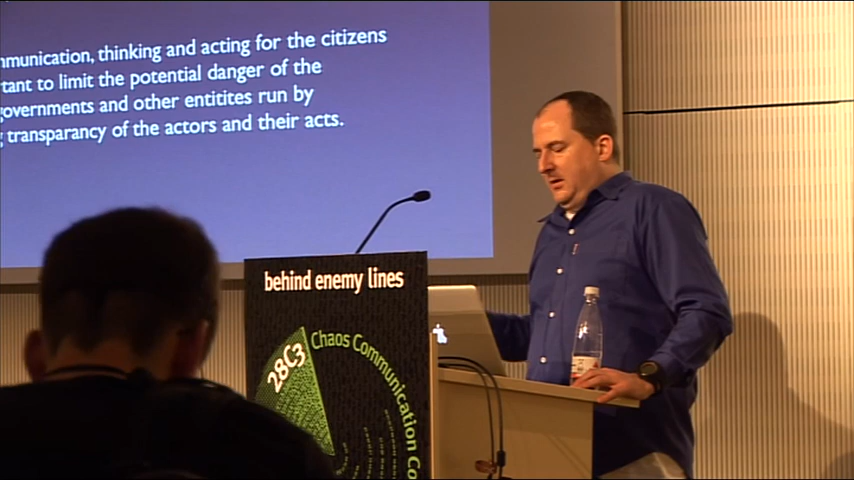 mmunication, thinking and acting for the citizens
tant to limit the potential danger of the
governments and other entitites run by
transparancy of the actors and their acts.
behind enemy lines
28C3
Chaos Communication Co